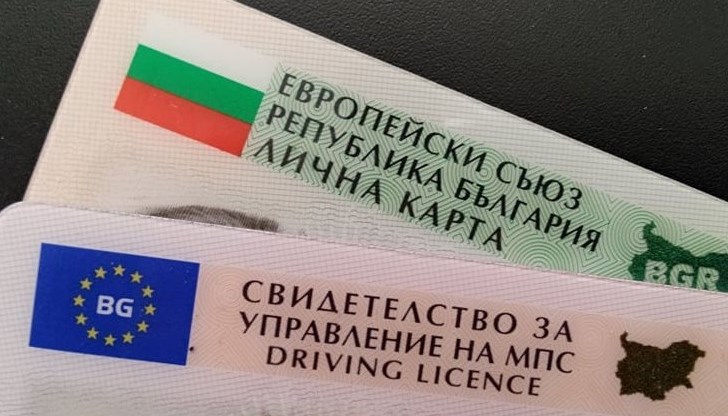 ЕВРОПЕЙСКИ СЪЮЗ
РЕПУБЛИКА БЪЛГАРИЯ
ЛИЧНА КАРТА
BGR
BG
СВИДЕТЕЛСТВО ЗА
УПРАВЛЕНИЕ НА МПС
DRIVING LICENCE